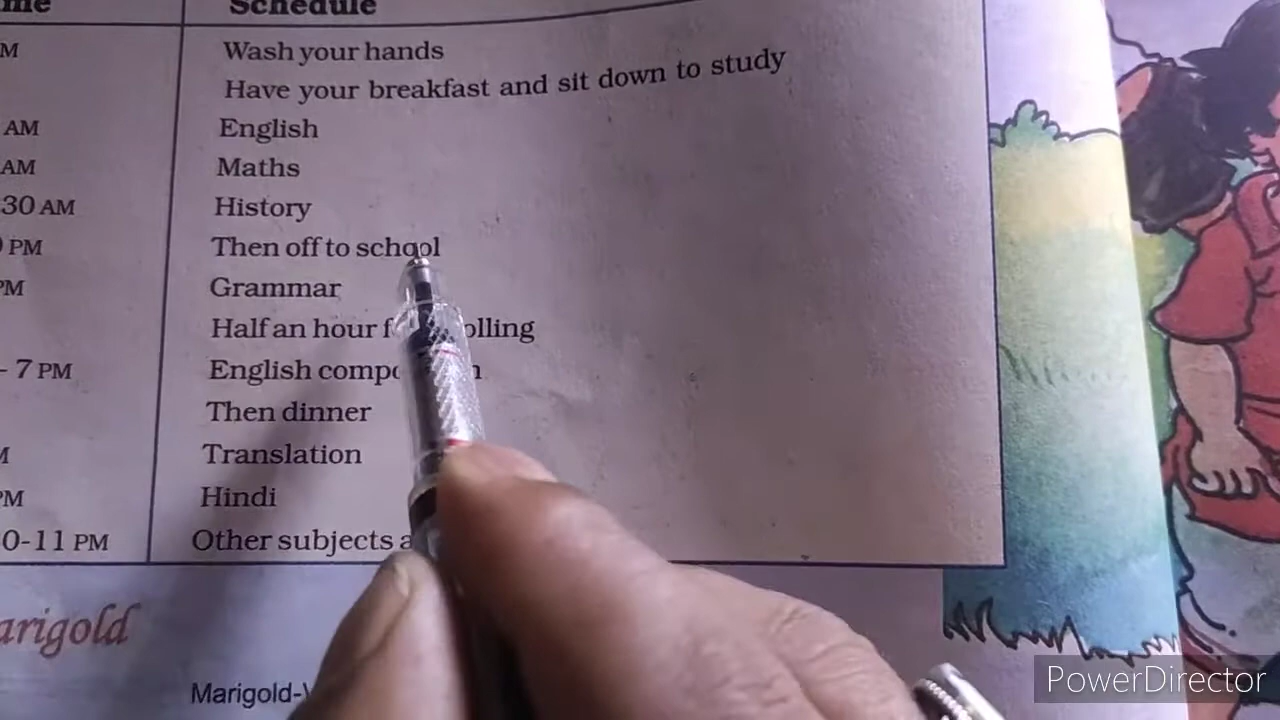 Schedule
M Wash your hands
Have your breakfast and sit down to study
AM English
AM Maths
30 AM History
PM Then off to school
PM Grammar
Half an hour f olling
- 7 PM English compo n
Then dinner
M Translation
PM Hindi
0-11 PM Other subjects a
arigold
Marigold-V
PowerDirector